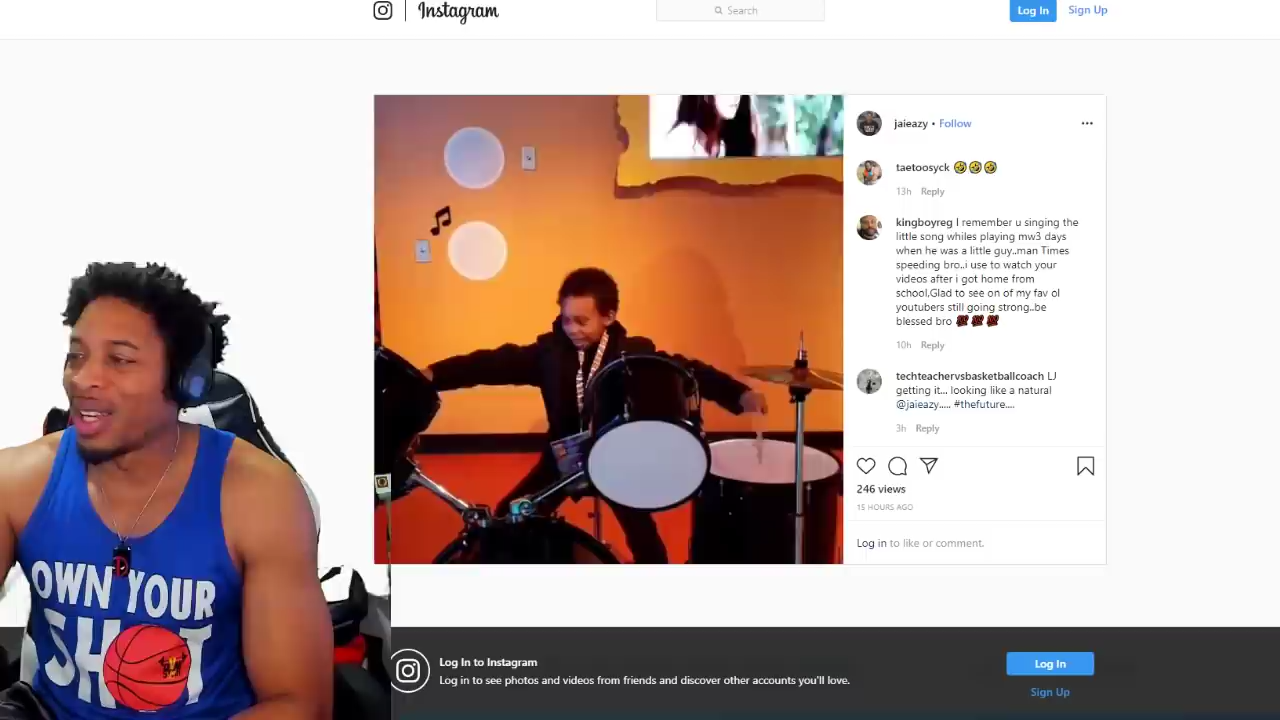 Instagram
Search
Log In
Sign Up
jaieazy • Follow
taetoosyck 🤣🤣🤣
13h Reply
kingboyreg I remember u singing the
little song whiles playing mw3 days
when he was a little guy..man Times
speeding bro..i use to watch your
videos after i got home from
school,Glad to see on of my fav ol
youtubers still going strong..be
blessed bro 💯 💯 💯
10h Reply
techteachervsbasketballcoach LJ
getting it... looking like a natural
@jaieazy..... #thefuture....
3h Reply
246 views
15 HOURS AGO
Log in to like or comment.
OWN YOUR
SHOT
Log In to Instagram
Log in to see photos and videos from friends and discover other accounts you'll love.
Log In
Sign Up